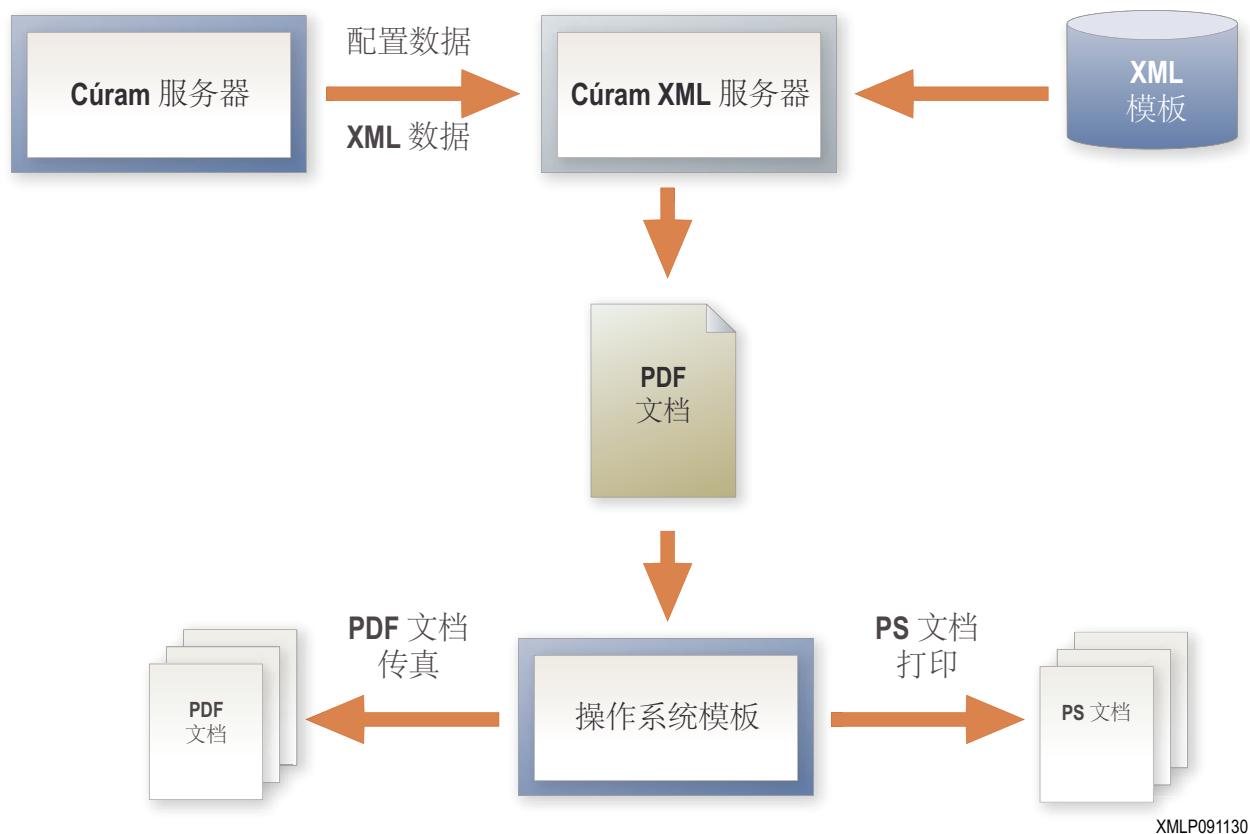 配置数据
Cúram 服务器
XML 数据
Cúram XML 服务器
XML
模板
PDF
文档
PDF 文档
传真
PS 文档
打印
PDF
文档
操作系统模板
PS 文档
XMLP091130